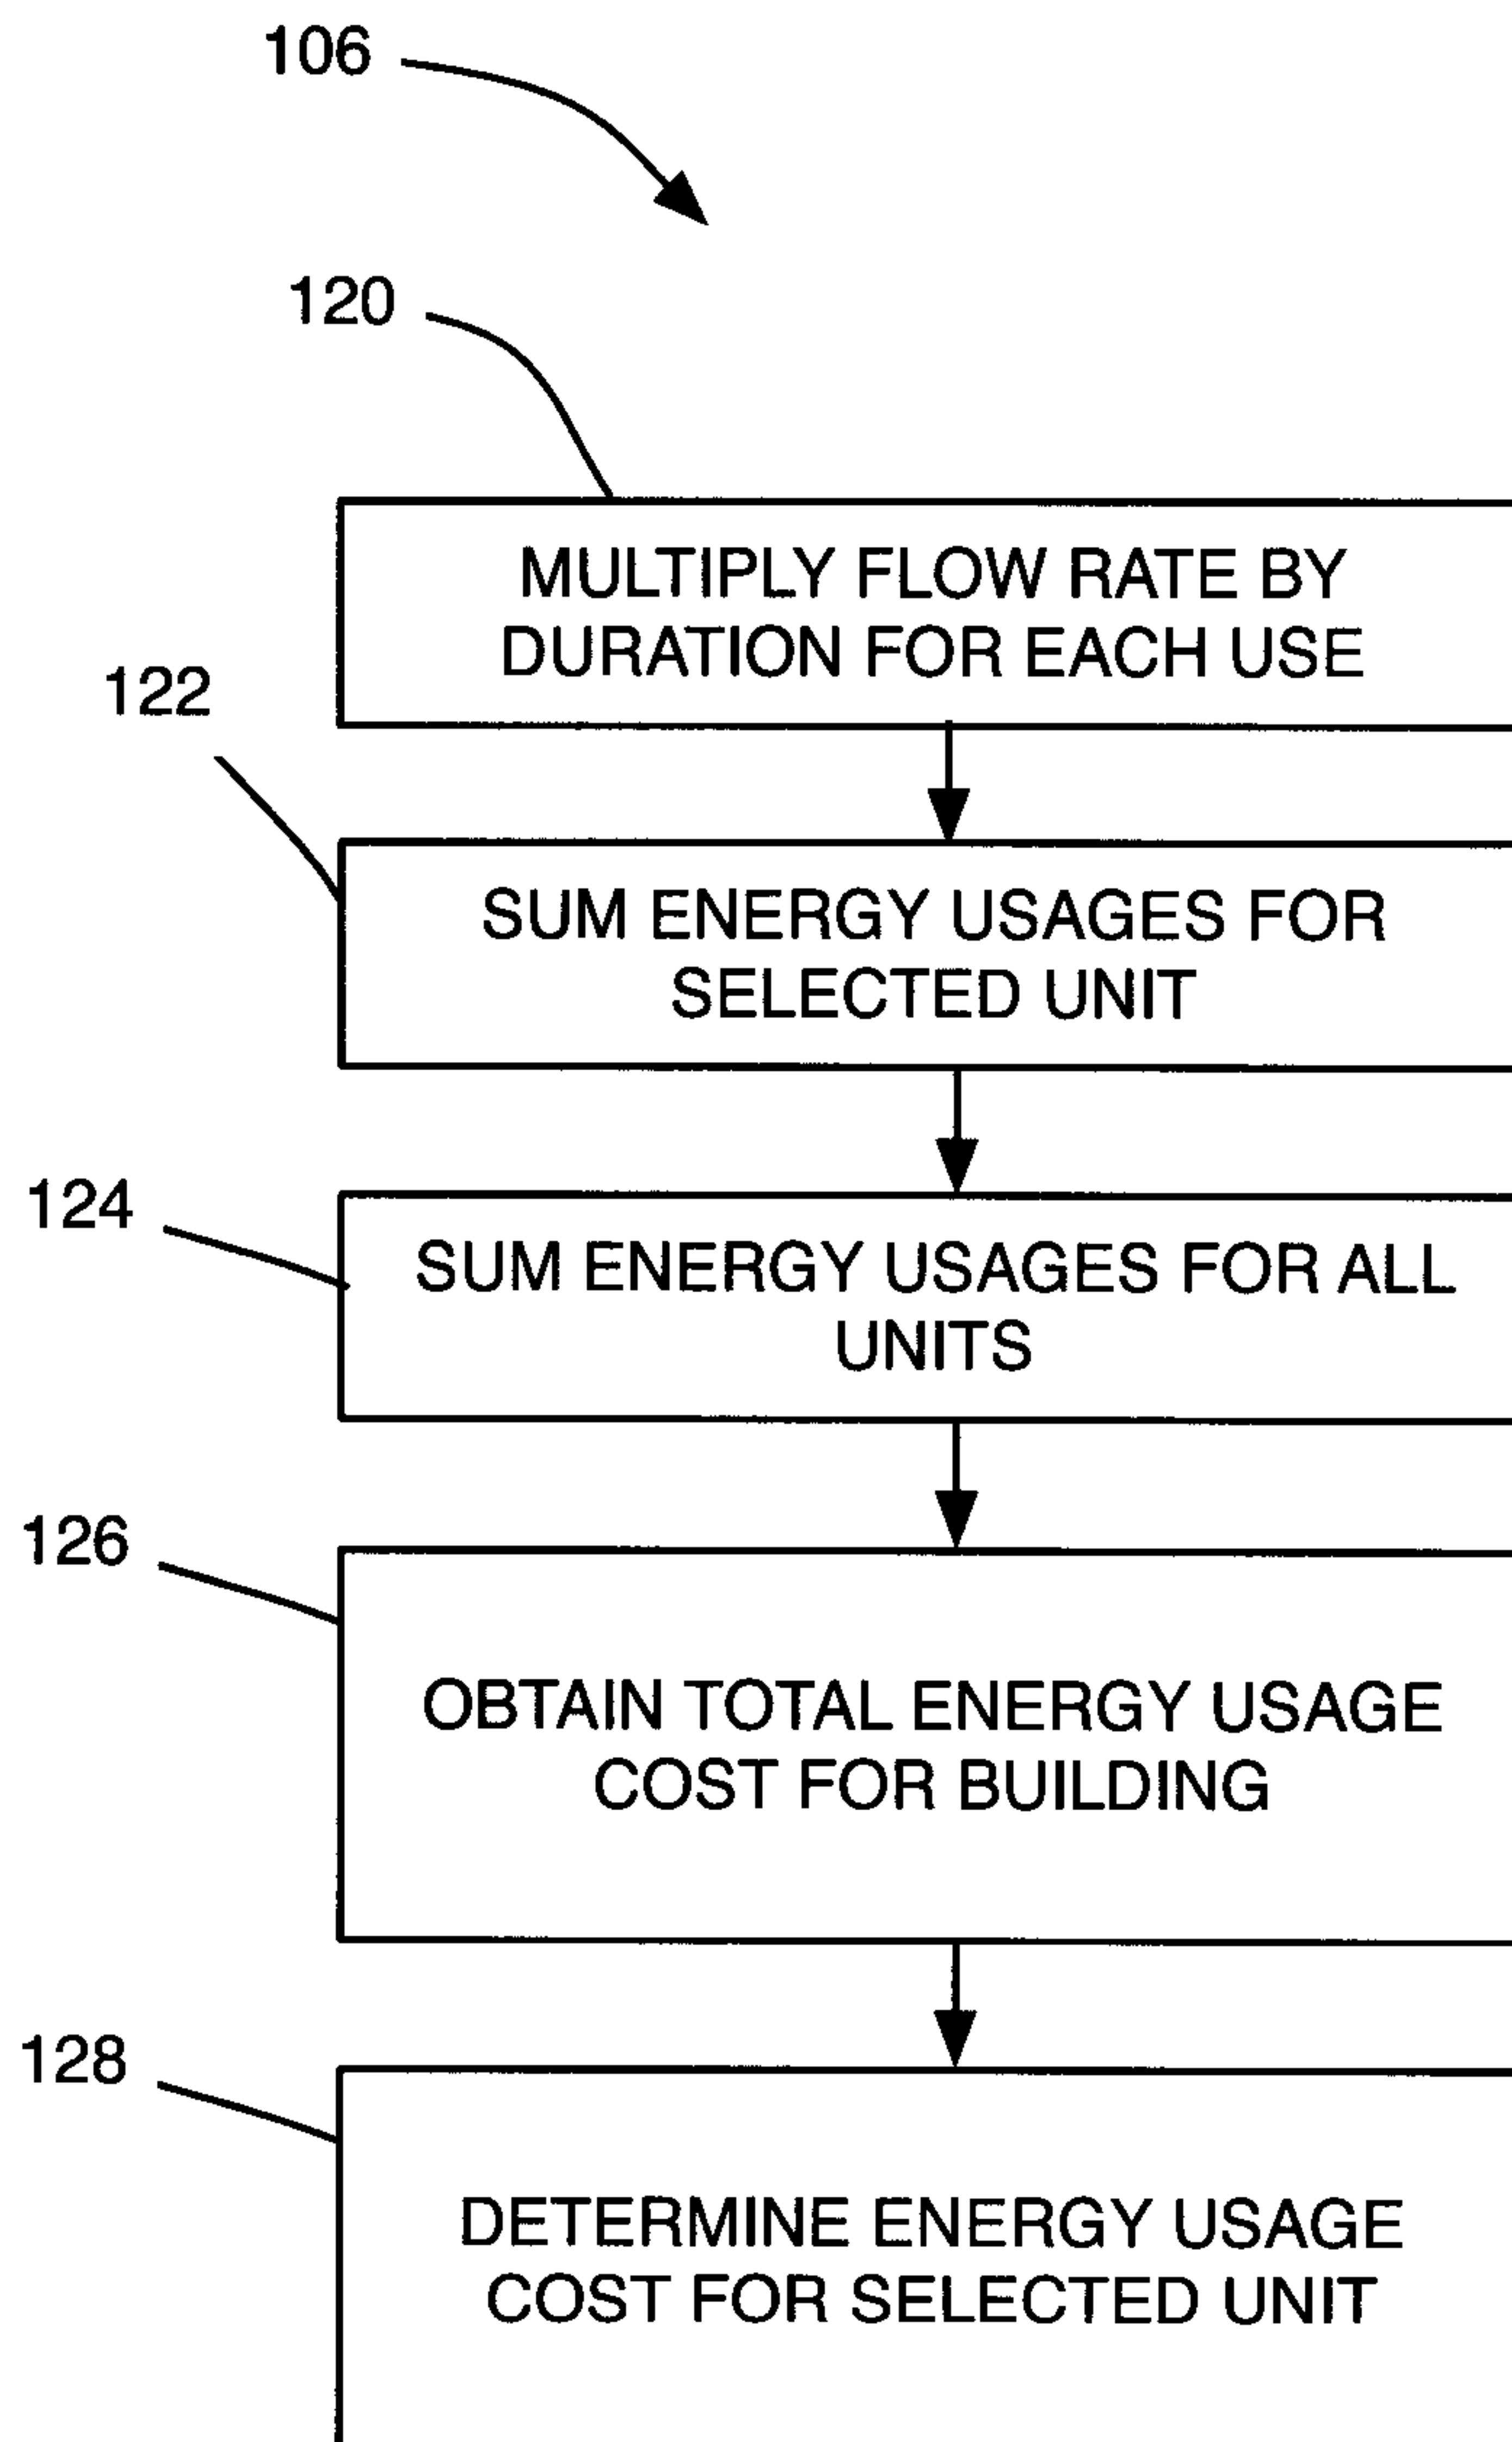 106
120
MULTIPLY FLOW RATE BY
DURATION FOR EACH USE
122
SUM ENERGY USAGES FOR
SELECTED UNIT
124
SUM ENERGY USAGES FOR ALL
UNITS
126
OBTAIN TOTAL ENERGY USAGE
COST FOR BUILDING
128
DETERMINE ENERGY USAGE
COST FOR SELECTED UNIT